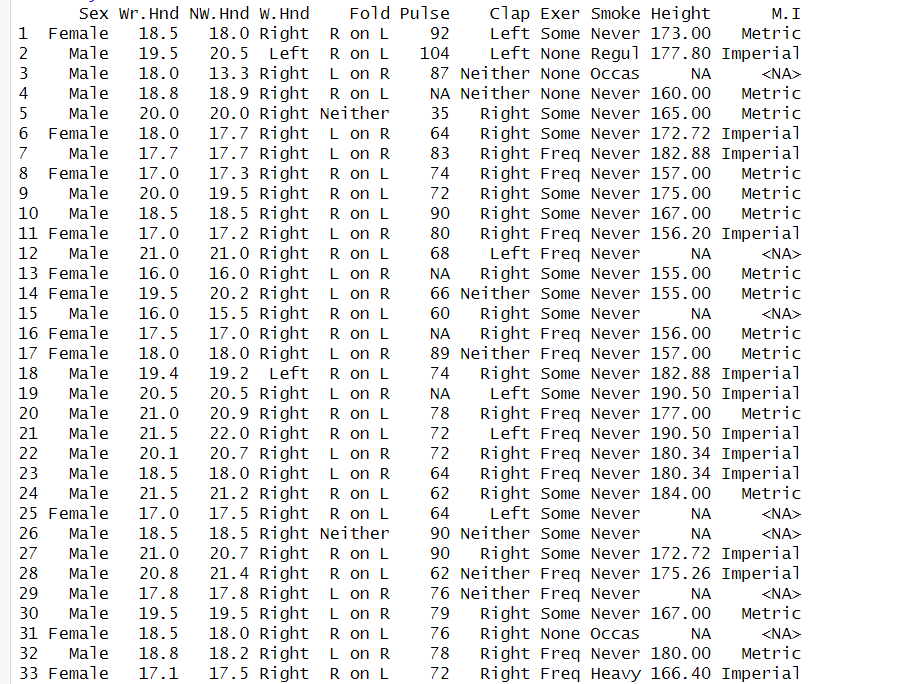 Sex Wr.Hnd NW.Hnd W.Hnd Fold Pulse Clap Exer Smoke Height M.I
1 Female 18.5 18.0 Right R on L 92 Left Some Never 173.00 Metric
2 Male 19.5 20.5 Left R on L 104 Left None Regul 177.80 Imperial
3 Male 18.0 13.3 Right L on R 87 Neither None Occas NA <NA>
4 Male 18.8 18.9 Right R on L NA Neither None Never 160.00 Metric
5 Male 20.0 20.0 Right Neither 35 Right Some Never 165.00 Metric
6 Female 18.0 17.7 Right L on R 64 Right Some Never 172.72 Imperial
7 Male 17.7 17.7 Right L on R 83 Right Freq Never 182.88 Imperial
8 Female 17.0 17.3 Right R on L 74 Right Freq Never 157.00 Metric
9 Male 20.0 19.5 Right R on L 72 Right Some Never 175.00 Metric
10 Male 18.5 18.5 Right R on L 90 Right Some Never 167.00 Metric
11 Female 17.0 17.2 Right L on R 80 Right Freq Never 156.20 Imperial
12 Male 21.0 21.0 Right R on L 68 Left Freq Never NA <NA>
13 Female 16.0 16.0 Right L on R NA Right Some Never 155.00 Metric
14 Female 19.5 20.2 Right L on R 66 Neither Some Never 155.00 Metric
15 Male 16.0 15.5 Right R on L 60 Right Some Never NA <NA>
16 Female 17.5 17.0 Right R on L NA Right Freq Never 156.00 Metric
17 Female 18.0 18.0 Right L on R 89 Neither Freq Never 157.00 Metric
18 Male 19.4 19.2 Left R on L 74 Right Some Never 182.88 Imperial
19 Male 20.5 20.5 Right L on R NA Left Some Never 190.50 Imperial
20 Male 21.0 20.9 Right R on L 78 Right Freq Never 177.00 Metric
21 Male 21.5 22.0 Right R on L 72 Left Freq Never 190.50 Imperial
22 Male 20.1 20.7 Right L on R 72 Right Freq Never 180.34 Imperial
23 Male 18.5 18.0 Right L on R 64 Right Freq Never 180.34 Imperial
24 Male 21.5 21.2 Right R on L 62 Right Some Never 184.00 Metric
25 Female 17.0 17.5 Right R on L 64 Left Some Never NA <NA>
26 Male 18.5 18.5 Right Neither 90 Neither Some Never NA <NA>
27 Male 21.0 20.7 Right R on L 90 Right Some Never 172.72 Imperial
28 Male 20.8 21.4 Right R on L 62 Neither Freq Never 175.26 Imperial
29 Male 17.8 17.8 Right L on R 76 Neither Freq Never NA <NA>
30 Male 19.5 19.5 Right L on R 79 Right Some Never 167.00 Metric
31 Female 18.5 18.0 Right R on L 76 Right None Occas NA <NA>
32 Male 18.8 18.2 Right L on R 78 Right Freq Never 180.00 Metric
33 Female 17.1 17.5 Right R on L 72 Right Freq Heavy 166.40 Imperial